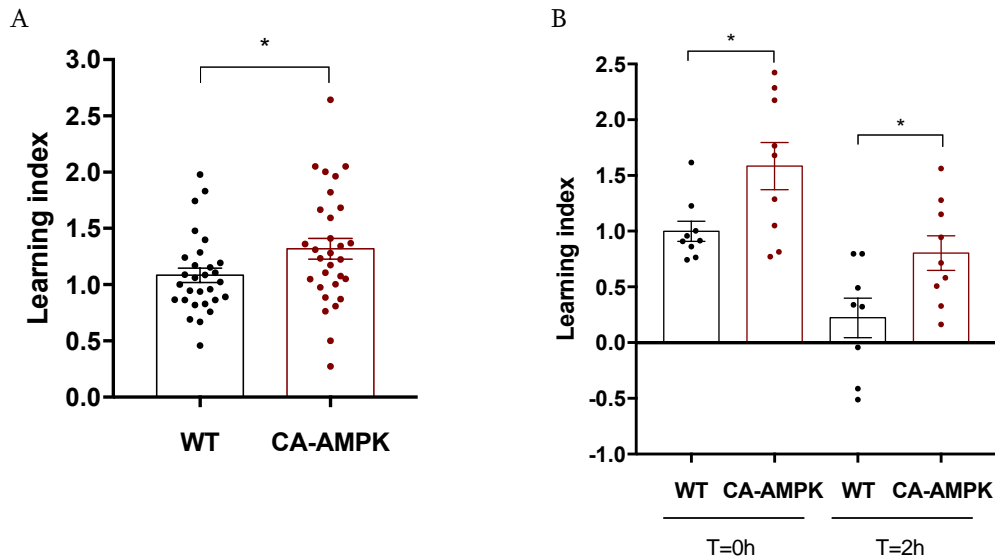 A
B
*
3.0
2.5
2.0
1.5
1.0
0.5
0.0
Learning index
WT CA-AMPK
*
*
2.5
2.0
1.5
1.0
0.5
0.0
-0.5
-1.0
Learning index
WT CA-AMPK WT CA-AMPK
T=0h T=2h